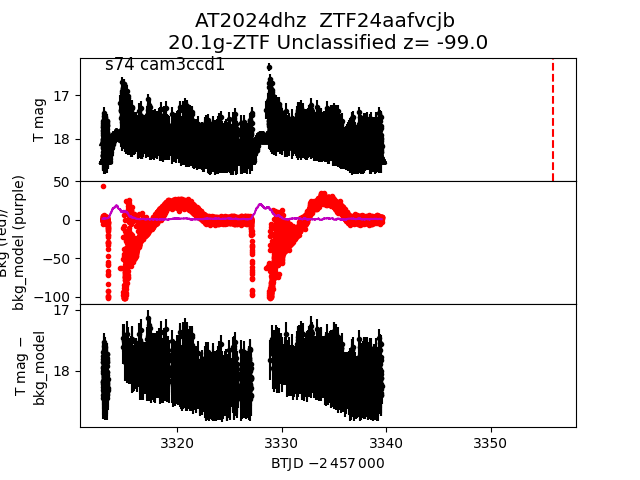 AT2024dhz  ZTF24aafvcjb
20.1g-ZTF Unclassified z= -99.0
s74 cam3ccd1
T mag
17
18
Bkg (red)/
bkg_model (purple)
50
0
−50
−100
T mag −
bkg_model
17
18
3320
3330
3340
3350
BTJD −2 457 000